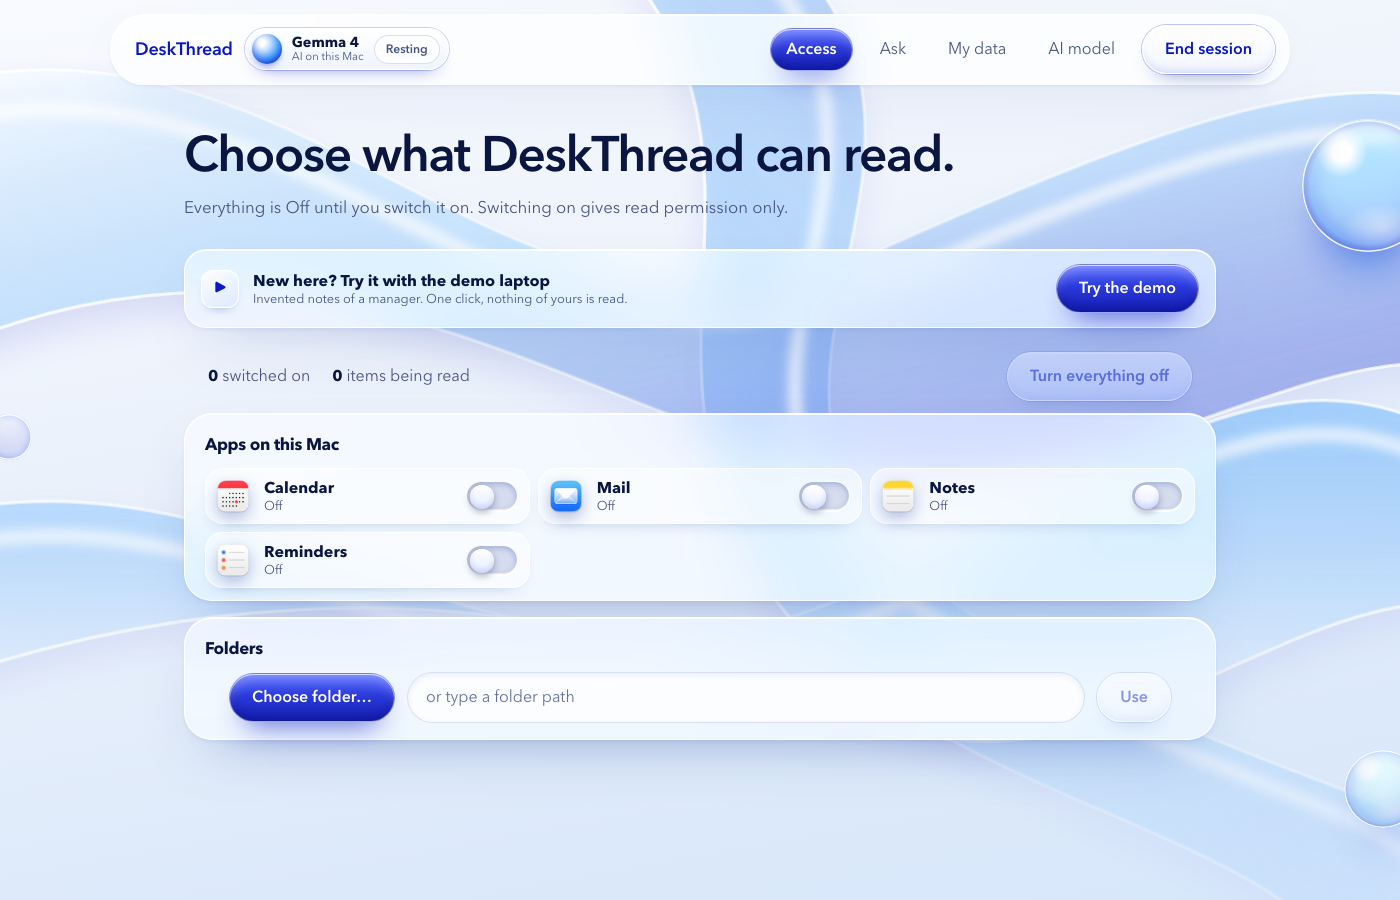 DeskThread
Gemma 4
AI on this Mac
Resting
Access
Ask
My data
AI model
End session
Choose what DeskThread can read.
Everything is Off until you switch it on. Switching on gives read permission only.
New here? Try it with the demo laptop
Invented notes of a manager. One click, nothing of yours is read.
Try the demo
0 switched on
0 items being read
Turn everything off
Apps on this Mac
Calendar
Off
Mail
Off
Notes
Off
Reminders
Off
Folders
Choose folder...
or type a folder path
Use